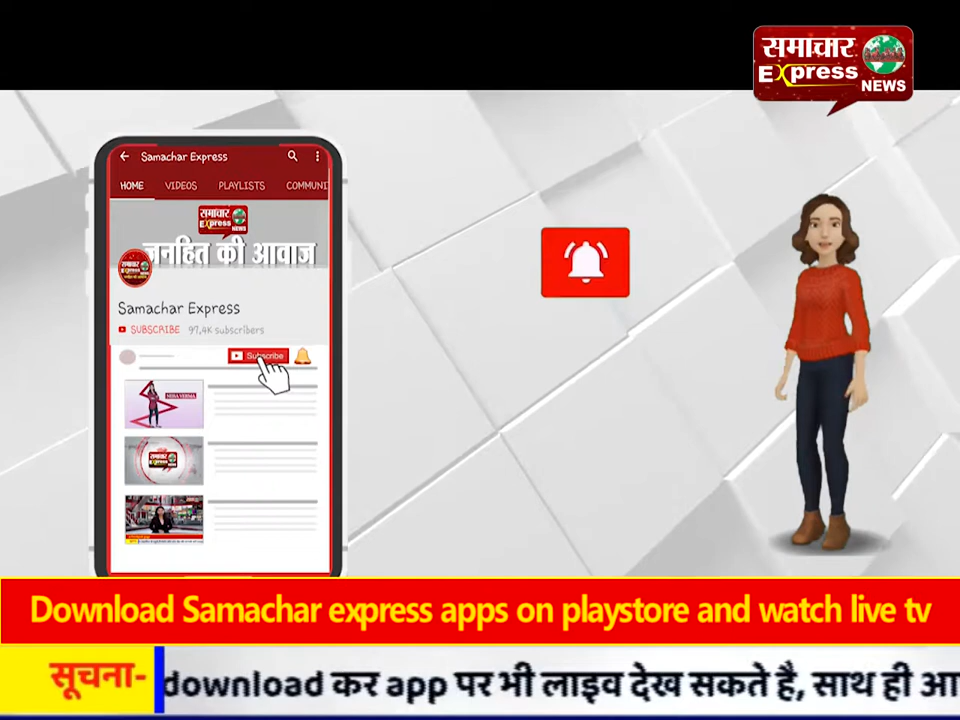 समाचार
Express
NEWS
Samachar Express
HOME VIDEOS PLAYLISTS COMMUNI
समाचार
Express
NEWS
जनहित की आवाज
Samachar Express
SUBSCRIBE 97.4K subscribers
Subscribe
NEHA VERMA
Download Samachar express apps on playstore and watch live tv
सूचना- download कर app पर भी लाइव देख सकते है, साथ ही आ